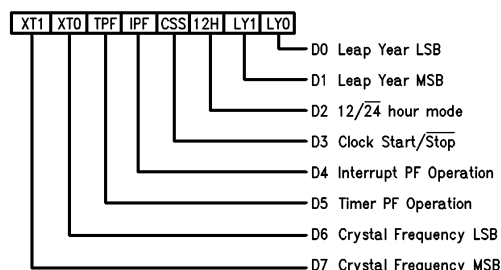 XT1 XT0 TPF IPF CSS 12H LY1 LY0
D0 Leap Year LSB
D1 Leap Year MSB
D2 12/24 hour mode
D3 Clock Start/Stop
D4 Interrupt PF Operation
D5 Timer PF Operation
D6 Crystal Frequency LSB
D7 Crystal Frequency MSB